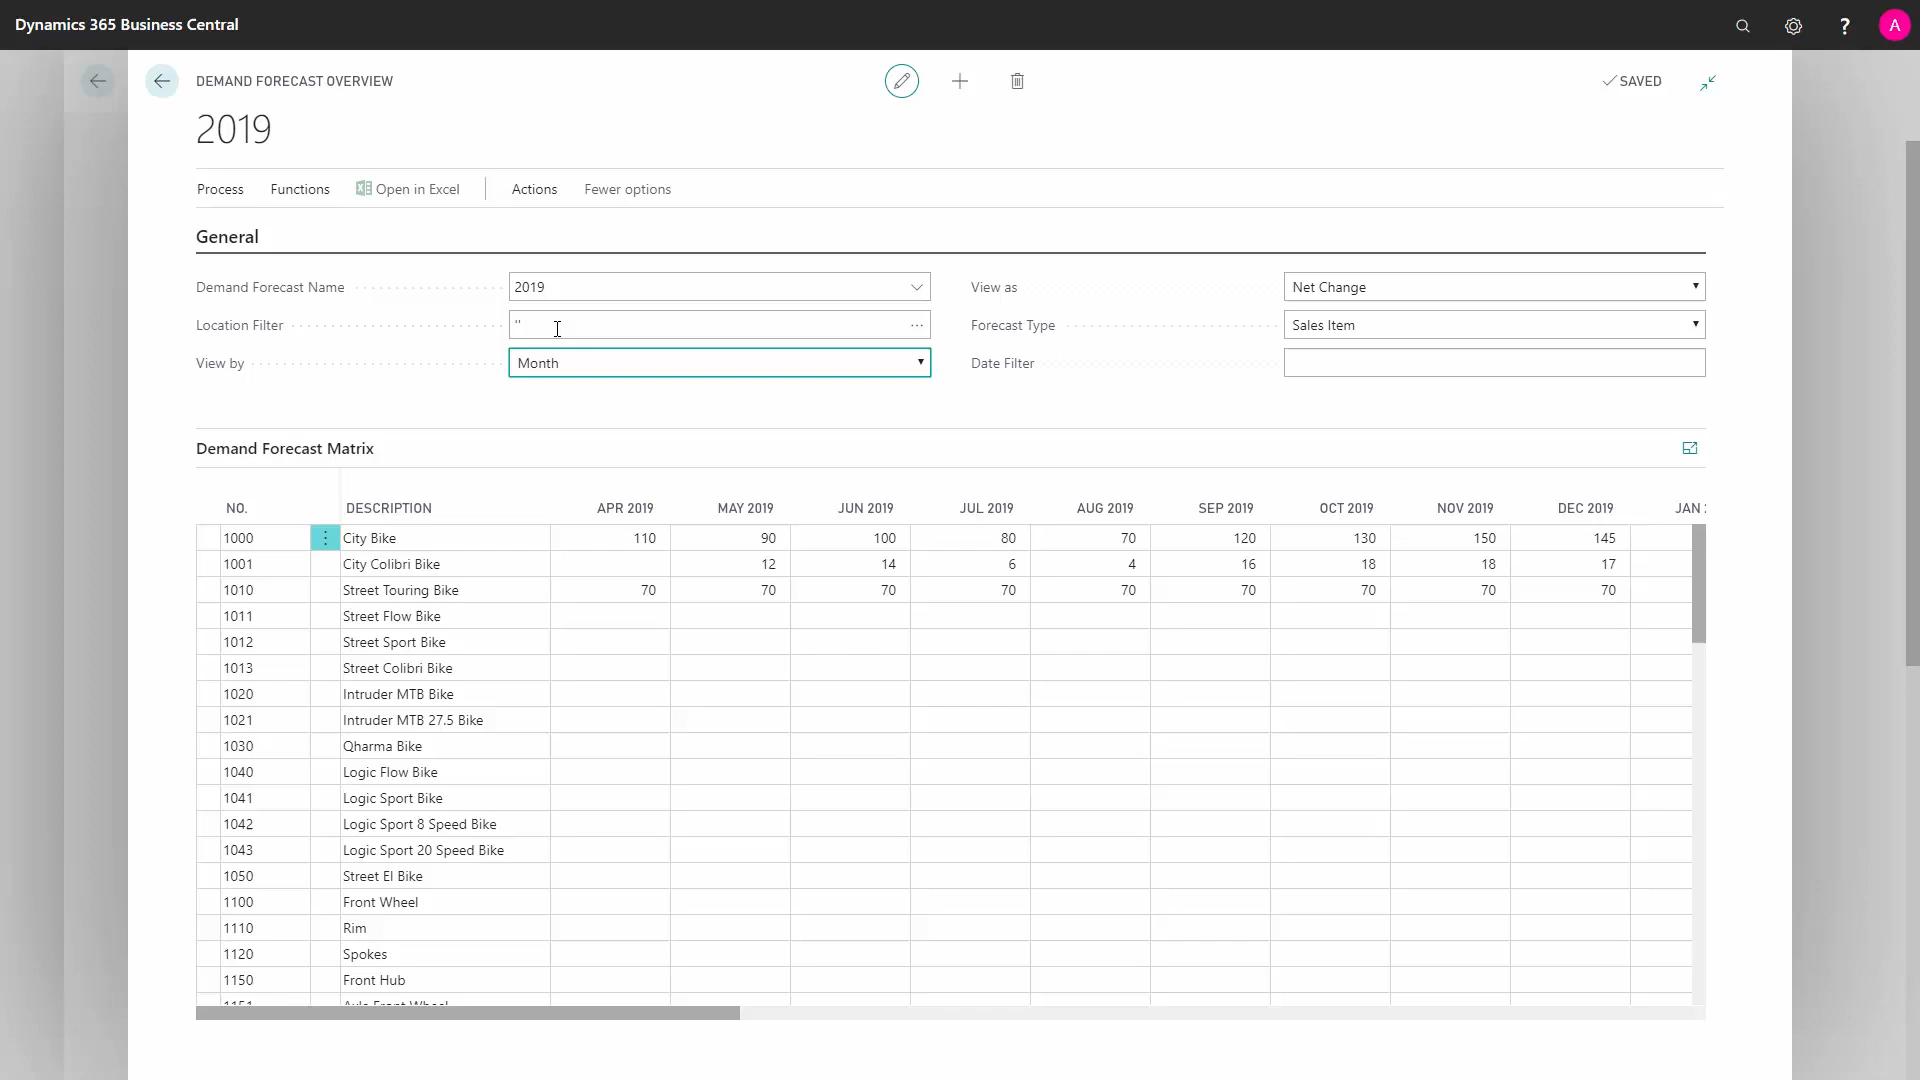 Dynamics 365 Business Central
? A
DEMAND FORECAST OVERVIEW
SAVED
2019
Process Functions Open in Excel Actions Fewer options
General
Demand Forecast Name 2019 View as Net Change
Location Filter '' Forecast Type Sales Item
View by Month Date Filter
Demand Forecast Matrix
NO. DESCRIPTION APR 2019 MAY 2019 JUN 2019 JUL 2019 AUG 2019 SEP 2019 OCT 2019 NOV 2019 DEC 2019 JAN
1000 City Bike 110 90 100 80 70 120 130 150 145
1001 City Colibri Bike 12 14 6 4 16 18 18 17
1010 Street Touring Bike 70 70 70 70 70 70 70 70 70
1011 Street Flow Bike
1012 Street Sport Bike
1013 Street Colibri Bike
1020 Intruder MTB Bike
1021 Intruder MTB 27.5 Bike
1030 Qharma Bike
1040 Logic Flow Bike
1041 Logic Sport Bike
1042 Logic Sport 8 Speed Bike
1043 Logic Sport 20 Speed Bike
1050 Street El Bike
1100 Front Wheel
1110 Rim
1120 Spokes
1150 Front Hub